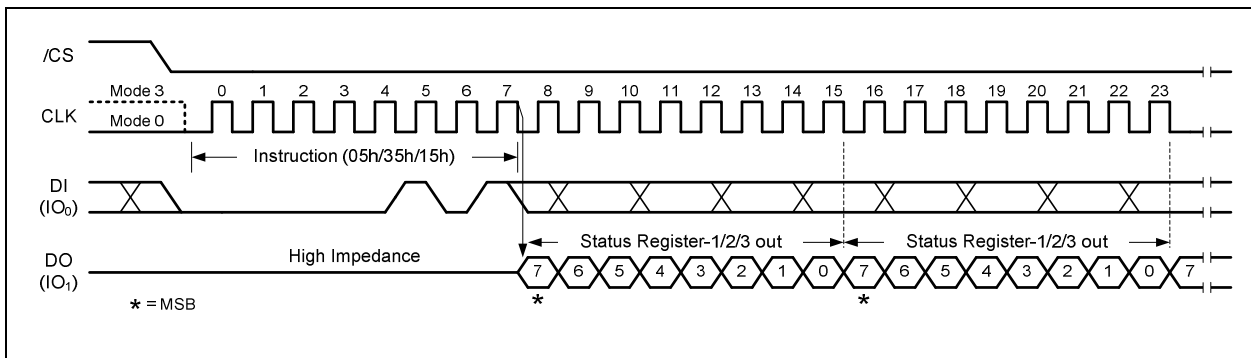 /CS
Mode 3 0 1 2 3 4 5 6 7 8 9 10 11 12 13 14 15 16 17 18 19 20 21 22 23
CLK
Mode 0
Instruction (05h/35h/15h)
DI
(IO₀)
Status Register-1/2/3 out Status Register-1/2/3 out
High Impedance
DO
(IO₁)
7 6 5 4 3 2 1 0 7 6 5 4 3 2 1 0 7
* *
* = MSB